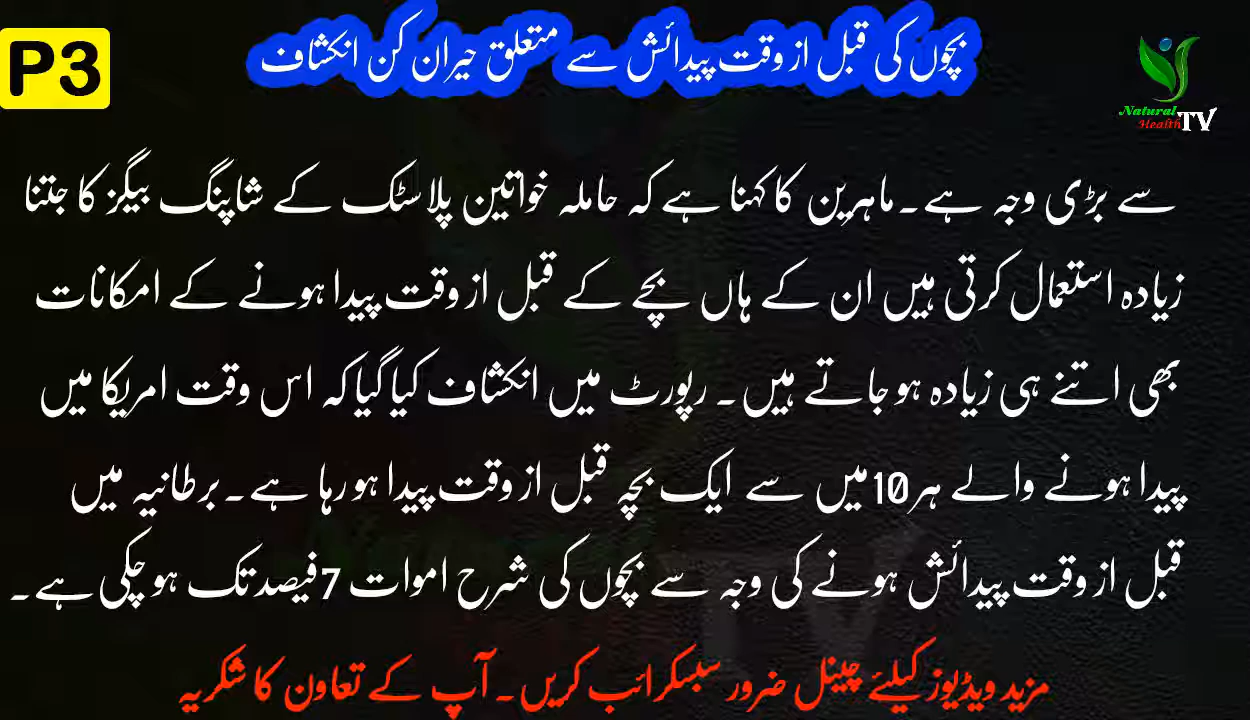 P3
بچوں کی قبل از وقت پیدائش سے متعلق حیران کن انکشاف
Natural
Health TV
سے بڑی وجہ ہے۔ ماہرین کا کہنا ہے کہ حاملہ خواتین پلاسٹک کے شاپنگ بیگز کا جتنا
زیادہ استعمال کرتی ہیں ان کے ہاں بچے کے قبل از وقت پیدا ہونے کے امکانات
بھی اتنے ہی زیادہ ہو جاتے ہیں۔ رپورٹ میں انکشاف کیا گیا کہ اس وقت امریکا میں
پیدا ہونے والے ہر 10 میں سے ایک بچہ قبل از وقت پیدا ہو رہا ہے۔ برطانیہ میں
قبل از وقت پیدائش ہونے کی وجہ سے بچوں کی شرح اموات 7 فیصد تک ہو چکی ہے۔
مزید ویڈیوز کیلئے چینل ضرور سبسکرائب کریں۔ آپ کے تعاون کا شکریہ